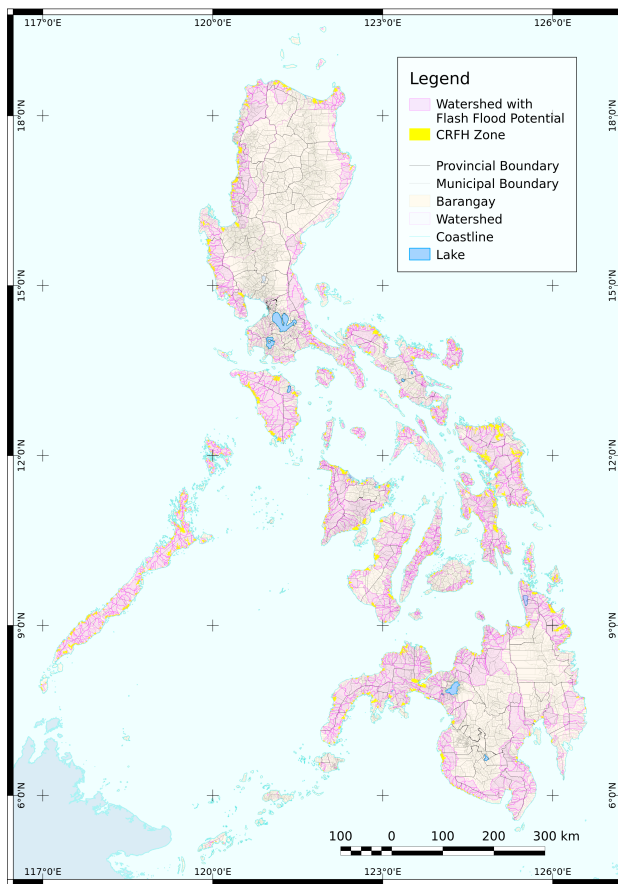 117°0'E 120°0'E 123°0'E 126°0'E
Legend
Watershed with
Flash Flood Potential
CRFH Zone
Provincial Boundary
Municipal Boundary
Barangay
Watershed
Coastline
Lake
18°0'N 18°0'N
15°0'N 15°0'N
12°0'N 12°0'N
9°0'N 9°0'N
6°0'N 6°0'N
100 0 100 200 300 km
117°0'E 120°0'E 123°0'E 126°0'E